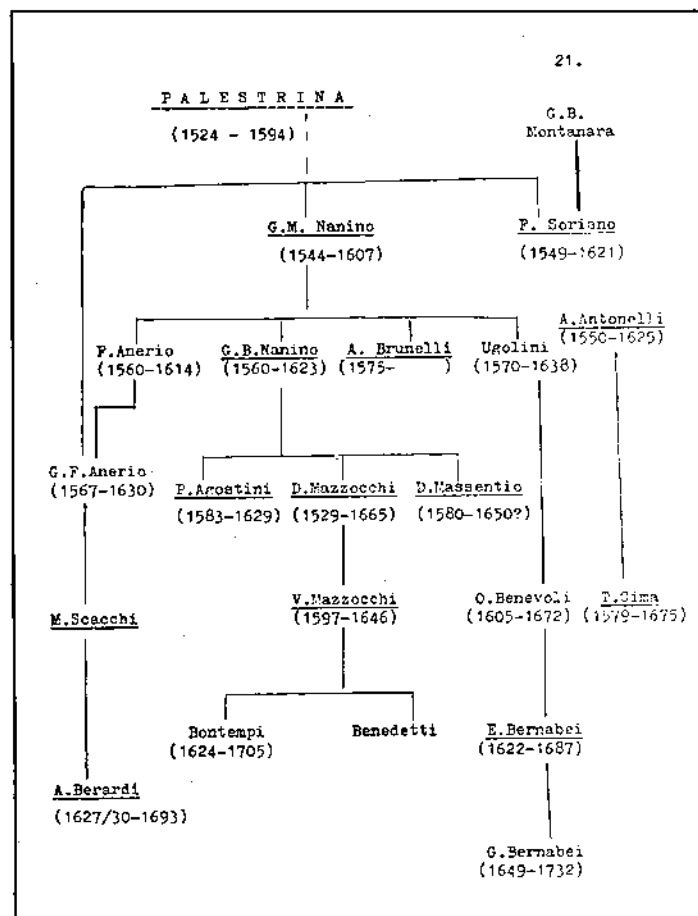 21.
PALESTRINA
(1524 - 1594)
G.B.
Montanara
G.M. Nanino
(1544-1607)
F. Soriano
(1549-1621)
A.Antonelli
(1550-1625)
F.Anerio
(1560-1614)
G.B.Nanino
(1560-1623)
A. Brunelli
(1575-      )
Ugolini
(1570-1638)
G.F.Anerio
(1567-1630)
P.Agostini
(1583-1629)
D.Mazzocchi
(1529-1665)
D.Massentio
(1580-1650?)
M.Scacchi
V.Mazzocchi
(1597-1646)
O.Benevoli
(1605-1672)
T.Cima
(1579-1675)
Bontempi
(1624-1705)
Benedetti
E.Bernabei
(1622-1687)
A.Berardi
(1627/30-1693)
G.Bernabei
(1649-1732)